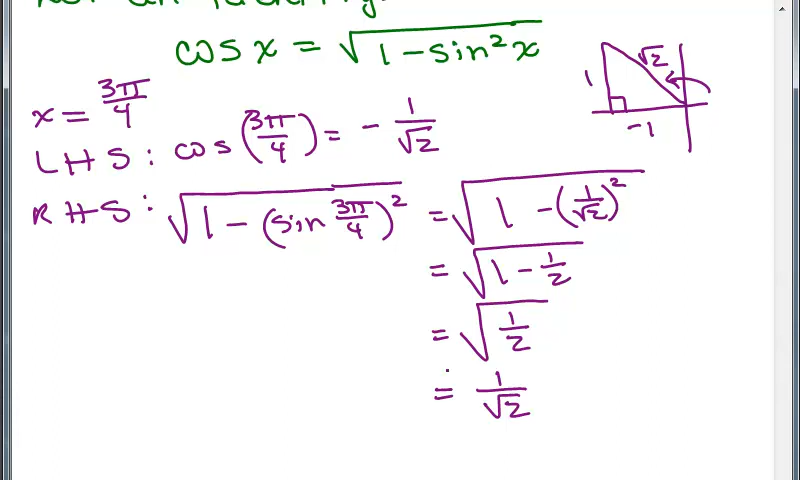 cos x = √(1 − sin² x)
x = 3π/4
LHS: cos(3π/4) = − 1/√2
RHS: √(1 − (sin 3π/4)²) = √(1 − (1/√2)²)
= √(1 − 1/2)
= √(1/2)
= 1/√2
√2
1
−1